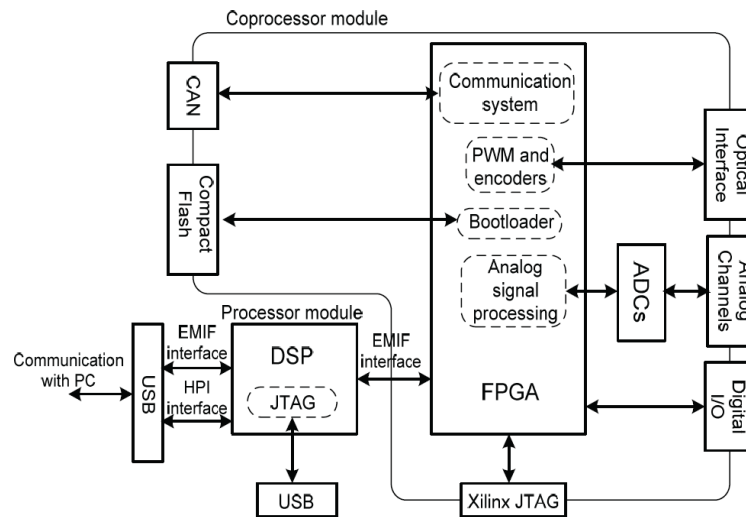 Coprocessor module
CAN
Communication
system
PWM and
encoders
Optical
Interface
Compact
Flash
Bootloader
Analog
signal
processing
ADCs
Analog
Channels
Processor module
EMIF
interface
DSP
EMIF
interface
Communication
with PC
USB
HPI
interface
JTAG
FPGA
Digital
I/O
USB
Xilinx JTAG